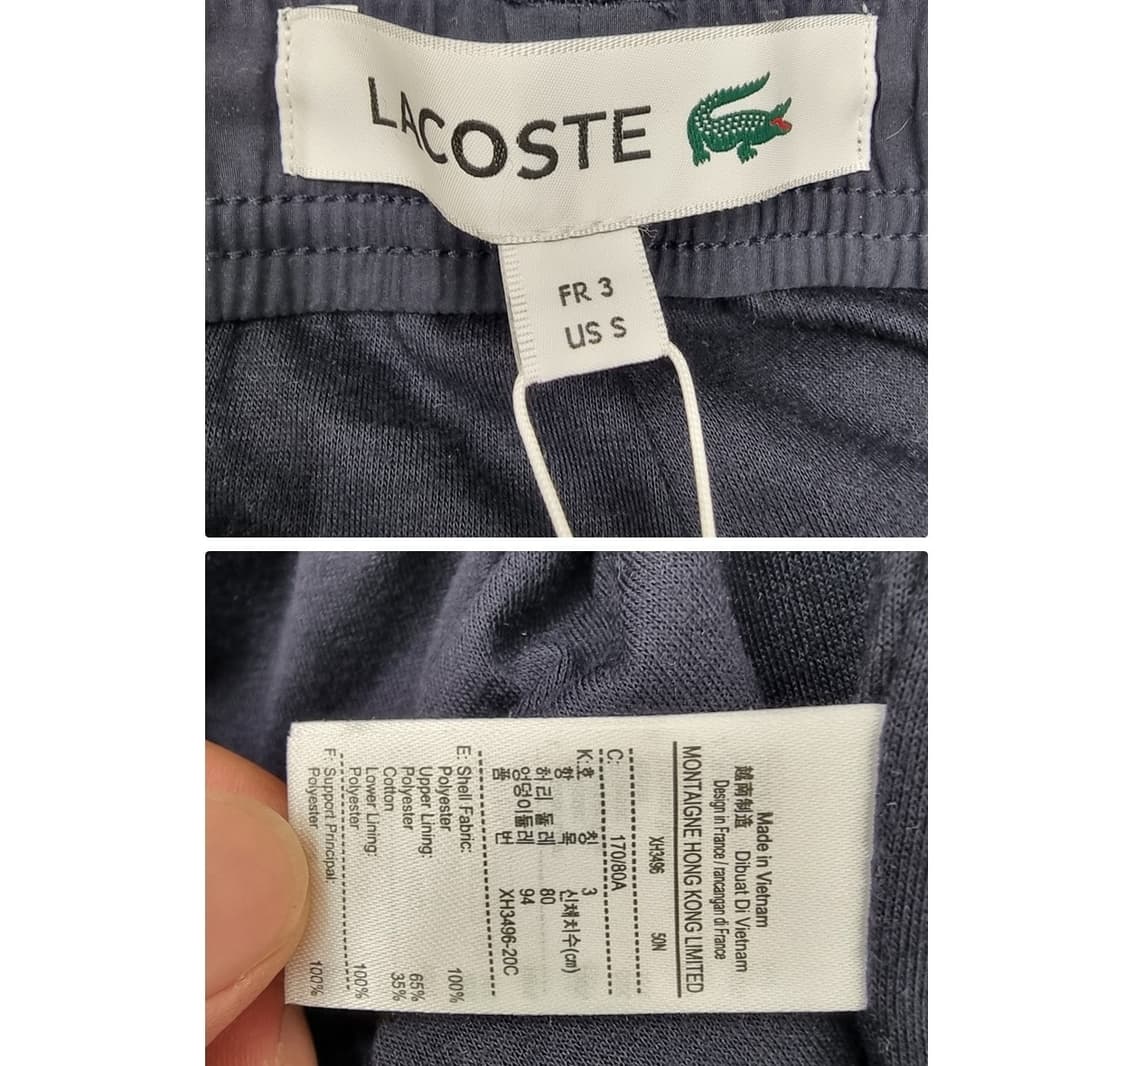 LACOSTE
FR 3
US S
Made in Vietnam
越南制造 Dibuat Di Vietnam
Design in France / rancangan di France
MONTAIGNE HONG KONG LIMITED
XH3496 50N
C: 170/80A
K:호 칭 3
항 목 신체치수(cm)
허리 둘레 80
엉덩이둘레 94
품 번 XH3496-20C
E: Shell Fabric:
Polyester 100%
Upper Lining:
Polyester 65%
Cotton 35%
Lower Lining:
Polyester 100%
F: Support Principal:
Polyester 100%